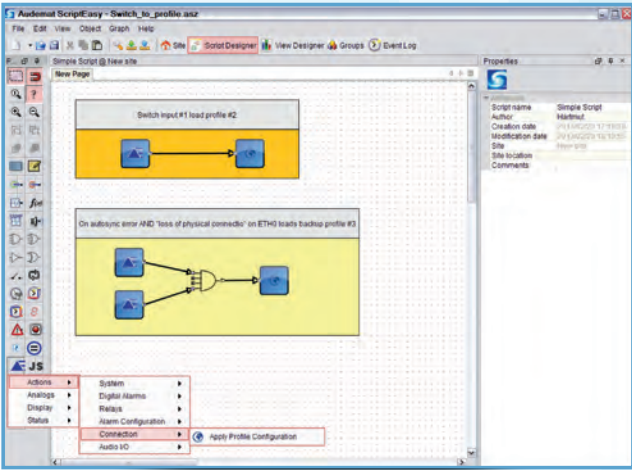 Audemat ScriptEasy - Switch_to_profile.asz
File Edit View Object Graph Help
Site Script Designer View Designer Groups Event Log
Simple Script @ New site
Properties
New Page
Switch input #1 load profile #2
On autosync error AND "loss of physical connectio" on ETH0 loads backup profile #3
Script name Simple Script
Author Hartmut
Creation date
Modification date
Site New site
Site location
Comments
?
f(x)
JS
Actions
Analogs
Display
Status
System
Digital Alarms
Relays
Alarm Configuration
Connection
Audio I/O
Apply Profile Configuration